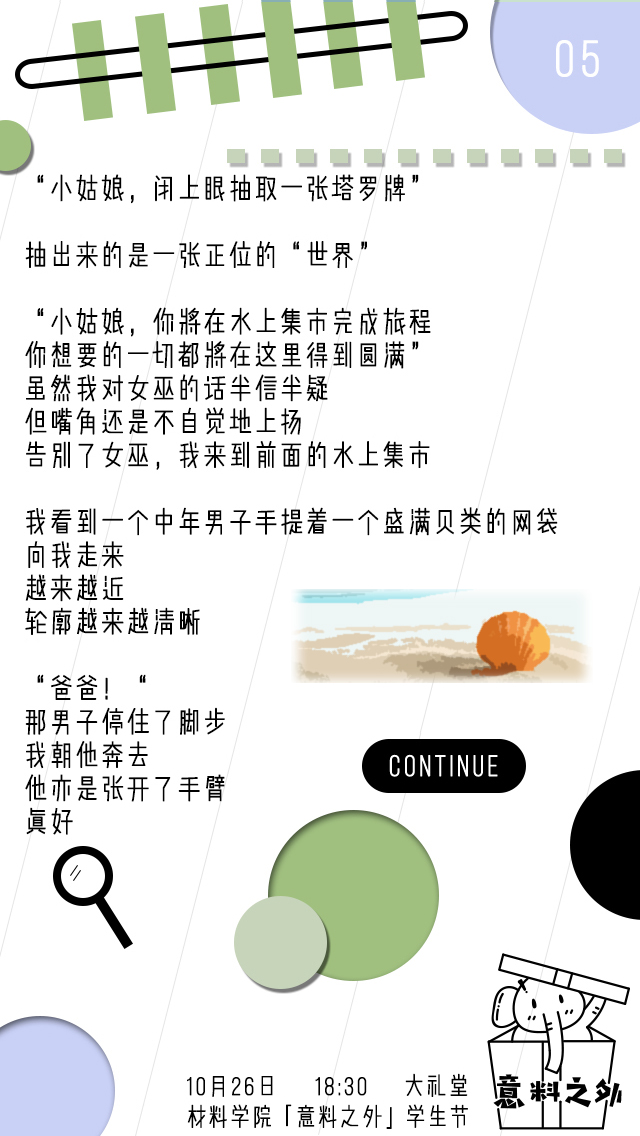 05
“小姑娘，闭上眼抽取一张塔罗牌”
抽出来的是一张正位的“世界”
“小姑娘，你將在水上集市完成旅程
你想要的一切都將在这里得到圆满”
虽然我对女巫的话半信半疑
但嘴角还是不自觉地上扬
告别了女巫，我来到前面的水上集市
我看到一个中年男子手提着一个盛满贝类的网袋
向我走来
越来越近
轮廓越来越清晰
“爸爸！“
那男子停住了脚步
我朝他奔去
他亦是张开了手臂
眞好
CONTINUE
10月26日 18:30 大礼堂
材料学院「意料之外」学生节
意料之外